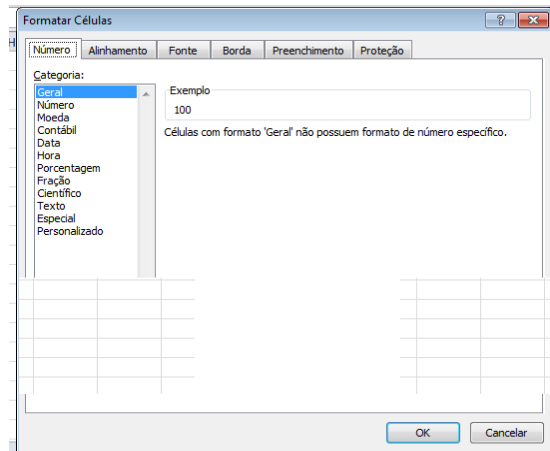 Formatar Células
H
Número Alinhamento Fonte Borda Preenchimento Proteção
Categoria:
Geral
Número
Moeda
Contábil
Data
Hora
Porcentagem
Fração
Científico
Texto
Especial
Personalizado
Exemplo
100
Células com formato 'Geral' não possuem formato de número específico.
OK Cancelar